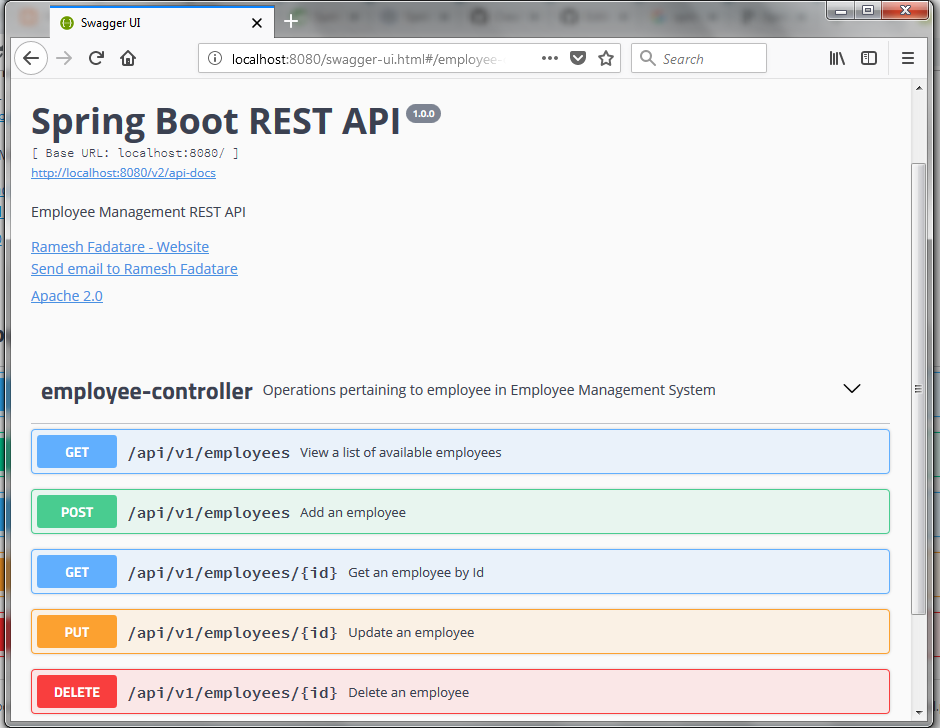 Swagger UI
localhost:8080/swagger-ui.html#/employee-
Search
Spring Boot REST API 1.0.0
[ Base URL: localhost:8080/ ]
http://localhost:8080/v2/api-docs
Employee Management REST API
Ramesh Fadatare - Website
Send email to Ramesh Fadatare
Apache 2.0
employee-controller Operations pertaining to employee in Employee Management System
GET /api/v1/employees View a list of available employees
POST /api/v1/employees Add an employee
GET /api/v1/employees/{id} Get an employee by Id
PUT /api/v1/employees/{id} Update an employee
DELETE /api/v1/employees/{id} Delete an employee